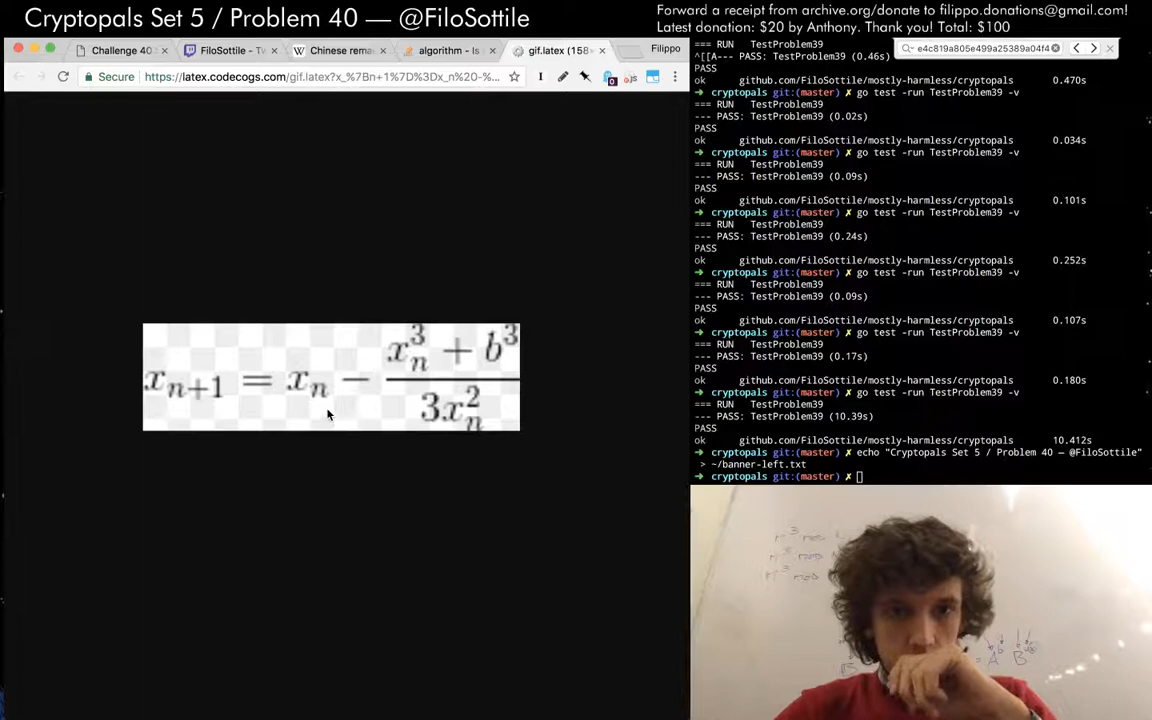 Cryptopals Set 5 / Problem 40 — @FiloSottile
Forward a receipt from archive.org/donate to filippo.donations@gmail.com!
Latest donation: $20 by Anthony. Thank you! Total: $100
Challenge 40
FiloSottile - Tw
Chinese rema
algorithm - Is
gif.latex (158×
Filippo
Secure https://latex.codecogs.com/gif.latex?x_%7Bn+1%7D%3Dx_n%20-%...
x_{n+1} = x_n − (x_n^3 + b^3)/(3x_n^2)
=== RUN TestProblem39
e4c819a805e499a25389a04f4
^[[A--- PASS: TestProblem39 (0.46s)
PASS
ok github.com/FiloSottile/mostly-harmless/cryptopals 0.470s
➜ cryptopals git:(master) ✗ go test -run TestProblem39 -v
=== RUN TestProblem39
--- PASS: TestProblem39 (0.02s)
PASS
ok github.com/FiloSottile/mostly-harmless/cryptopals 0.034s
➜ cryptopals git:(master) ✗ go test -run TestProblem39 -v
=== RUN TestProblem39
--- PASS: TestProblem39 (0.09s)
PASS
ok github.com/FiloSottile/mostly-harmless/cryptopals 0.101s
➜ cryptopals git:(master) ✗ go test -run TestProblem39 -v
=== RUN TestProblem39
--- PASS: TestProblem39 (0.24s)
PASS
ok github.com/FiloSottile/mostly-harmless/cryptopals 0.252s
➜ cryptopals git:(master) ✗ go test -run TestProblem39 -v
=== RUN TestProblem39
--- PASS: TestProblem39 (0.09s)
PASS
ok github.com/FiloSottile/mostly-harmless/cryptopals 0.107s
➜ cryptopals git:(master) ✗ go test -run TestProblem39 -v
=== RUN TestProblem39
--- PASS: TestProblem39 (0.17s)
PASS
ok github.com/FiloSottile/mostly-harmless/cryptopals 0.180s
➜ cryptopals git:(master) ✗ go test -run TestProblem39 -v
=== RUN TestProblem39
--- PASS: TestProblem39 (10.39s)
PASS
ok github.com/FiloSottile/mostly-harmless/cryptopals 10.412s
➜ cryptopals git:(master) ✗ echo "Cryptopals Set 5 / Problem 40 — @FiloSottile"
> ~/banner-left.txt
➜ cryptopals git:(master) ✗